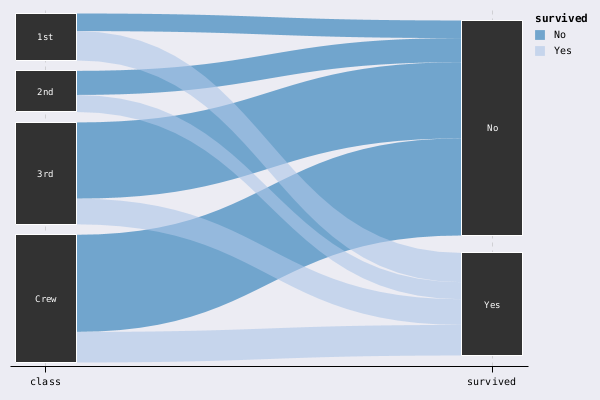 survived
No
Yes
1st
2nd
3rd
Crew
No
Yes
class
survived